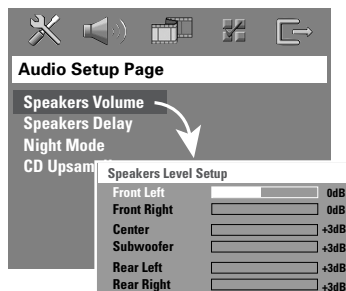 Audio Setup Page
Speakers Volume
Speakers Delay
Night Mode
CD
Speakers Level Setup
Front Left 0dB
Front Right 0dB
Center +3dB
Subwoofer +3dB
Rear Left +3dB
Rear Right +3dB